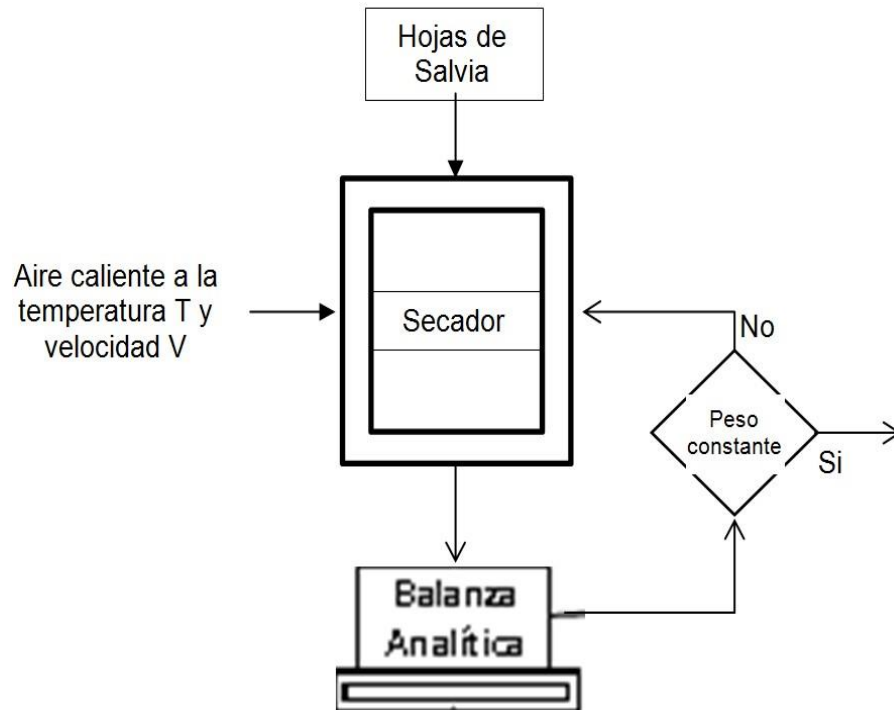 Hojas de
Salvia
Aire caliente a la
temperatura T y
velocidad V
Secador
No
Peso
constante
Si
Balanza
Analítica